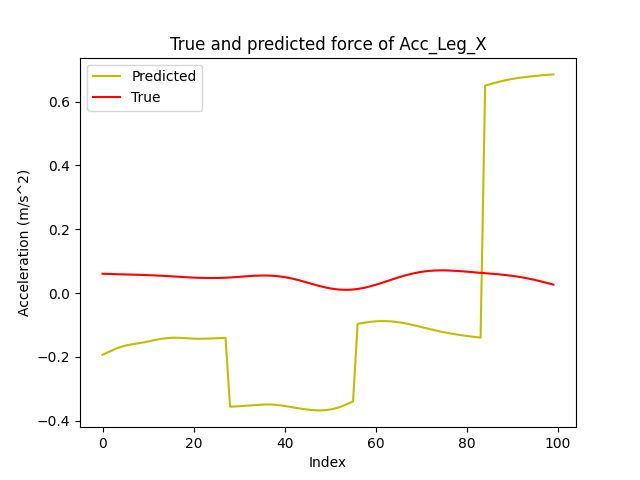 True and predicted force of Acc_Leg_X
Predicted
True
Acceleration (m/s^2)
0.6
0.4
0.2
0.0
−0.2
−0.4
0 20 40 60 80 100
Index